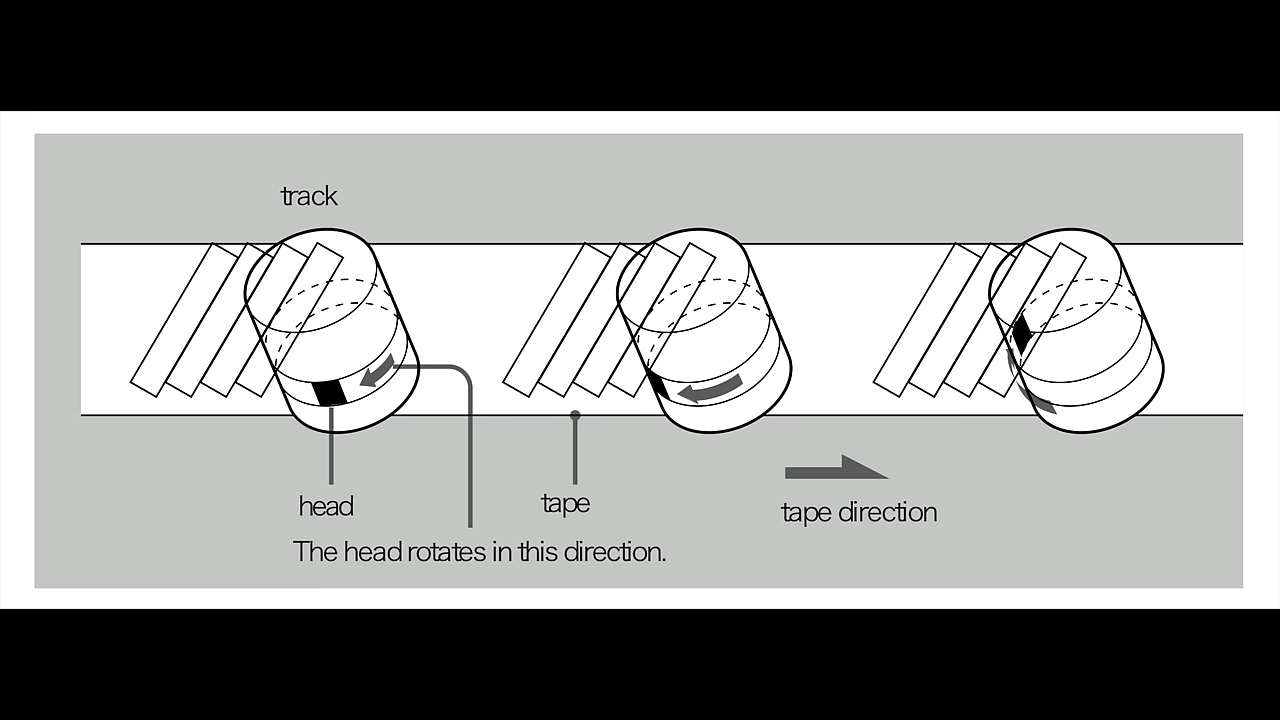 track
head
tape
tape direction
The head rotates in this direction.